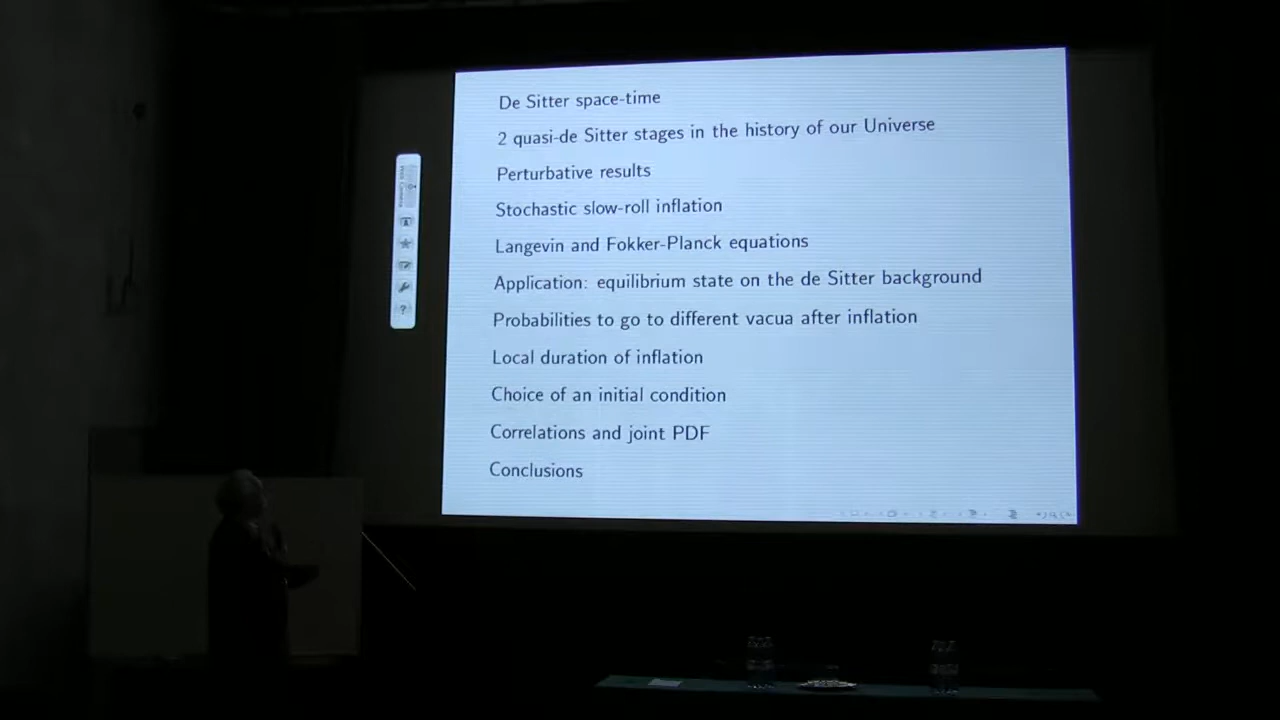 De Sitter space-time
2 quasi-de Sitter stages in the history of our Universe
Perturbative results
Stochastic slow-roll inflation
Langevin and Fokker-Planck equations
Application: equilibrium state on the de Sitter background
Probabilities to go to different vacua after inflation
Local duration of inflation
Choice of an initial condition
Correlations and joint PDF
Conclusions
?